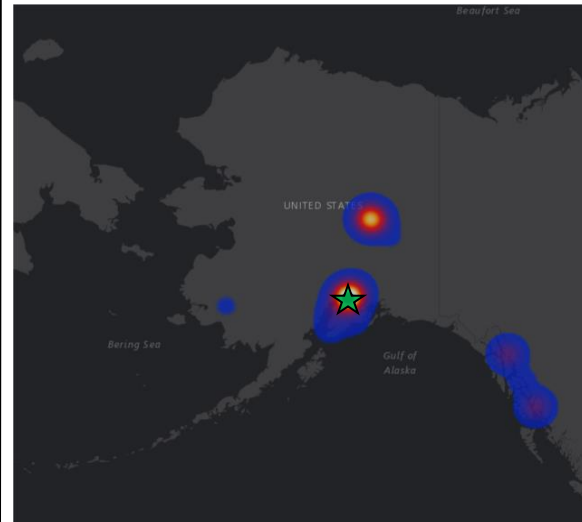 Beaufort Sea
UNITED STATES
Bering Sea
Gulf of
Alaska